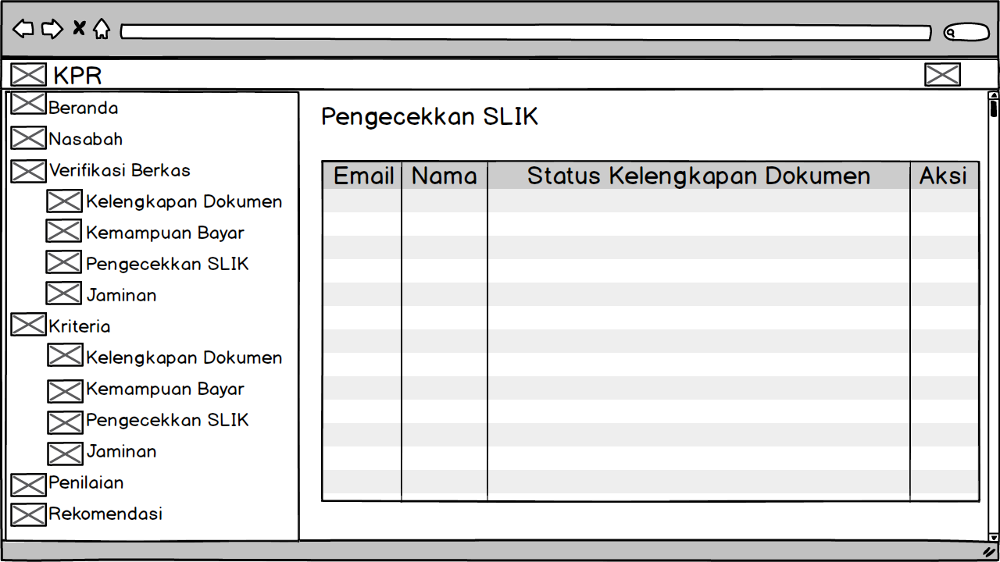 KPR
Beranda
Nasabah
Verifikasi Berkas
Kelengkapan Dokumen
Kemampuan Bayar
Pengecekkan SLIK
Jaminan
Kriteria
Kelengkapan Dokumen
Kemampuan Bayar
Pengecekkan SLIK
Jaminan
Penilaian
Rekomendasi
Pengecekkan SLIK
Email Nama Status Kelengkapan Dokumen Aksi